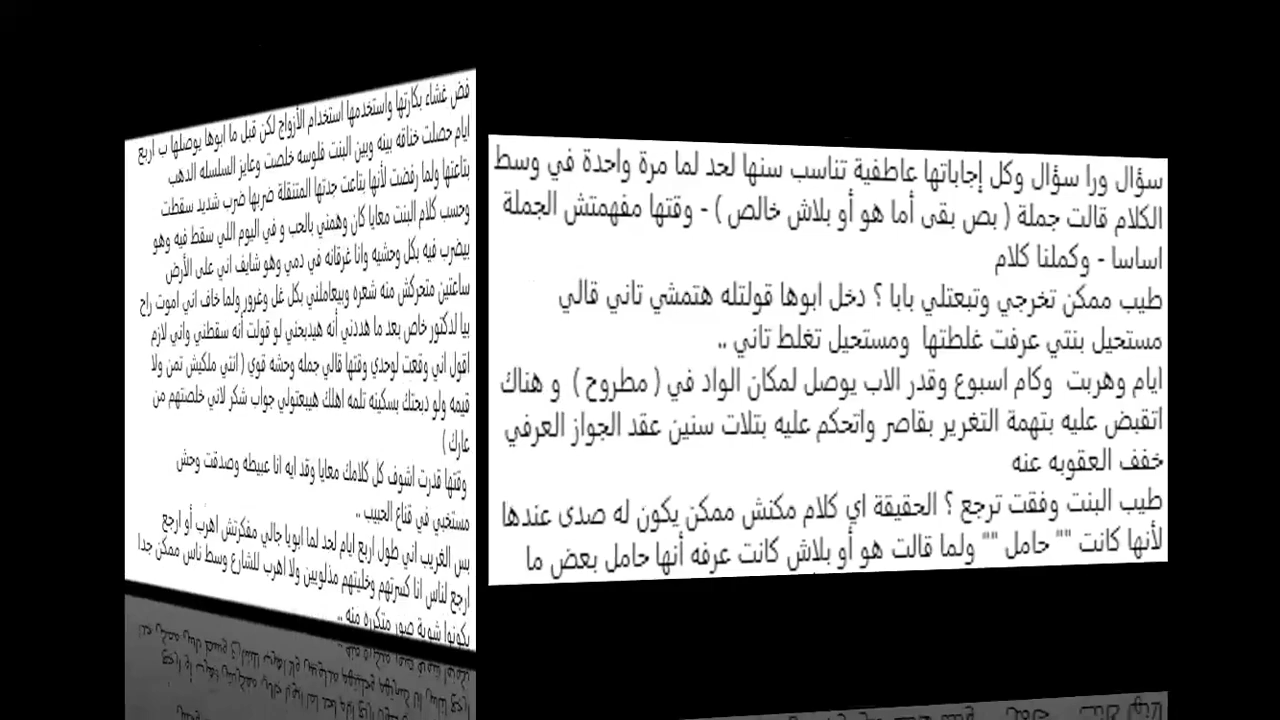 سؤال ورا سؤال وكل إجاباتها عاطفية تناسب سنها لحد لما مرة واحدة في وسط
الكلام قالت جملة ( بص بقى أما هو أو بلاش خالص ) - وقتها مفهمتش الجملة
اساسا - وكملنا كلام
طيب ممكن تخرجي وتبعتلي بابا ؟ دخل ابوها قولتله هتمشي تاني قالي
مستحيل بنتي عرفت غلطتها ومستحيل تغلط تاني ..
ايام وهربت وكام اسبوع وقدر الاب يوصل لمكان الواد في ( مطروح ) و هناك
اتقبض عليه بتهمة التغرير بقاصر واتحكم عليه بتلات سنين عقد الجواز العرفي
خفف العقوبه عنه
طيب البنت وفقت ترجع ؟ الحقيقة اي كلام مكنش ممكن يكون له صدى عندها
لأنها كانت "" حامل "" ولما قالت هو أو بلاش كانت عرفه أنها حامل بعض ما
فض غشاء بكارتها واستخدمها استخدام الأزواج لكن قبل ما ابوها يوصلها ب اربع
ايام حصلت خناقه بينه وبين البنت فلوسه خلصت وعايز السلسله الدهب
بتاعتها ولما رفضت لأنها بتاعت جدتها المتنقلة ضربها ضرب شديد سقطت
وحسب كلام البنت معايا كان وهمني بالحب و في اليوم اللي سقط فيه وهو
بيضرب فيه بكل وحشيه وانا غرقانه في دمي وهو شايف اني على الأرض
ساعتين متحركش منه شعره وبيعاملني بكل غل وغرور ولما خاف اني اموت راح
بيا لدكتور خاص بعد ما هددني أنه هيدبحني لو قولت أنه سقطني واني لازم
اقول اني وقعت لوحدي وقتها قالي جمله وحشه قوي ( انتي ملكيش تمن ولا
قيمه ولو دبحتك بسكينه تلمه اهلك هيبعتولي جواب شكر لاني خلصتهم من
عارك )
وقتها قدرت اشوف كل كلامك معايا وقد ايه انا عبيطه وصدقت وحش
مستخبي في قناع الحبيب ..
بس الغريب اني طول اربع ايام لحد لما ابويا جالي مفكرتش اهرب أو ارجع
ارجع لناس انا كسرتهم وخليتهم مذلولين ولا اهرب للشارع وسط ناس ممكن جدا
يكونوا شوية صور متكررة منه ..